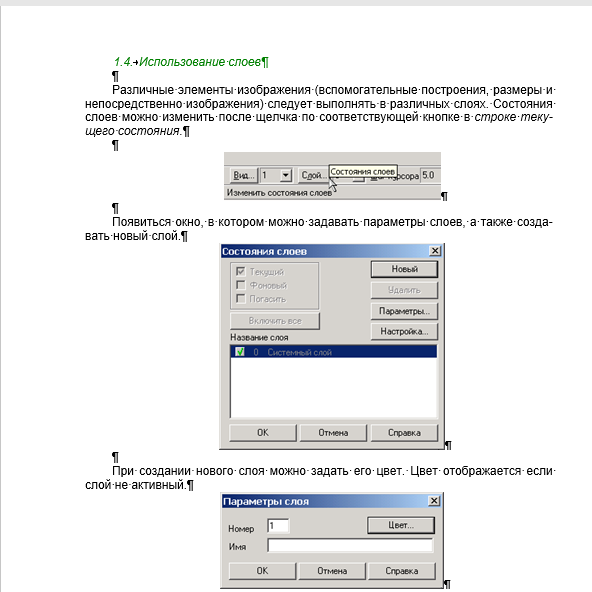 1.4. Использование слоев¶
¶
Различные элементы изображения (вспомогательные построения, размеры и
непосредственно изображения) следует выполнять в различных слоях. Состояния
слоев можно изменить после щелчка по соответствующей кнопке в строке теку-
щего состояния.¶
¶
Вид... 1 Слой... Состояния слоев курсора 5.0
Изменить состояния слоев ¶
¶
Появиться окно, в котором можно задавать параметры слоев, а также созда-
вать новый слой.¶
Состояния слоев
Текущий Новый
Фоновый Удалить
Погасить
Параметры...
Включить все
Настройка...
Название слоя
0 Системный слой
OK Отмена Справка ¶
¶
При создании нового слоя можно задать его цвет. Цвет отображается если
слой не активный.¶
Параметры слоя
Номер 1 Цвет...
Имя
OK Отмена Справка ¶